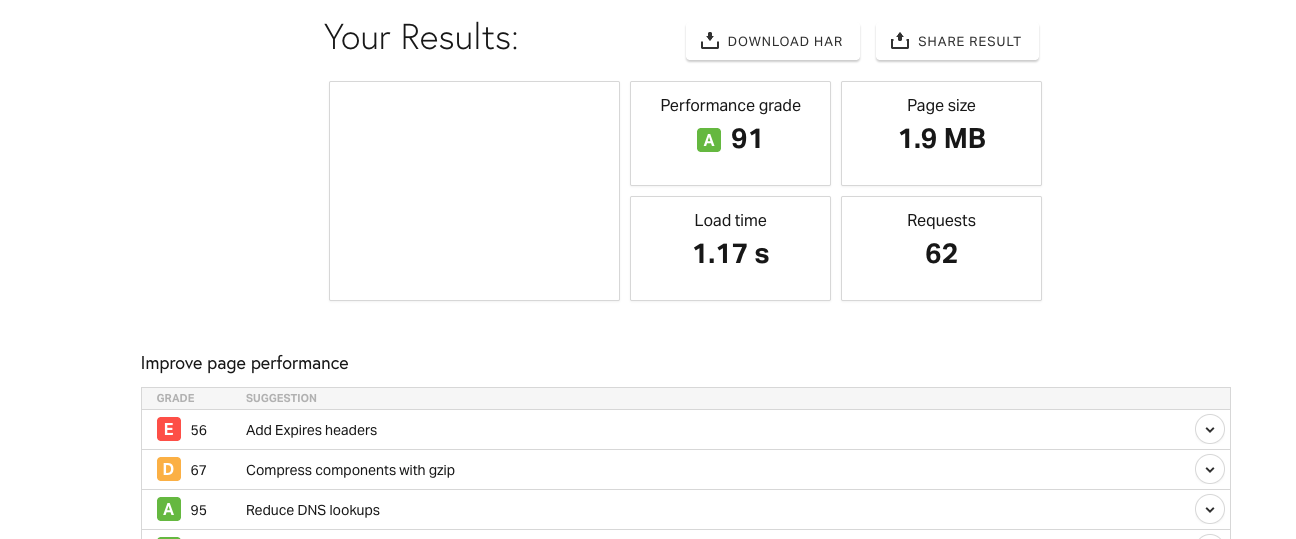 Your Results:
DOWNLOAD HAR
SHARE RESULT
Performance grade
A 91
Page size
1.9 MB
Load time
1.17 s
Requests
62
Improve page performance
GRADE SUGGESTION
E 56 Add Expires headers
D 67 Compress components with gzip
A 95 Reduce DNS lookups